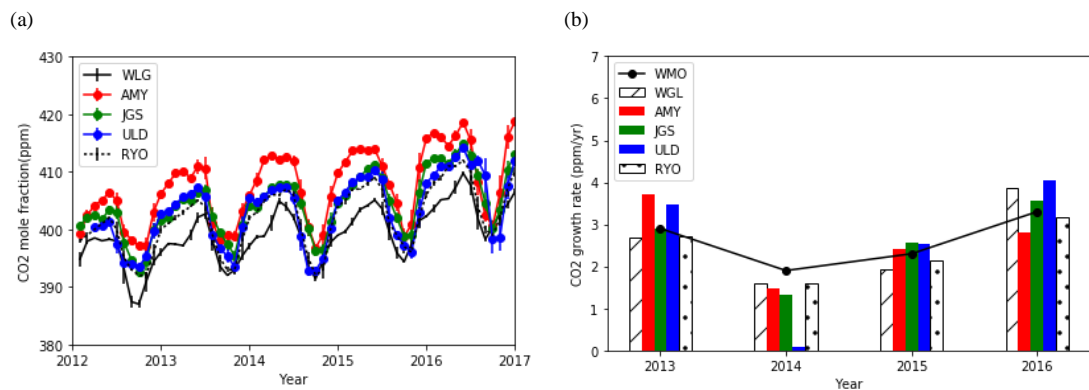 (a)
(b)
430
420
410
400
390
380
CO2 mole fraction(ppm)
WLG
AMY
JGS
ULD
RYO
2012
2013
2014
2015
2016
2017
Year
7
6
5
4
3
2
1
0
CO2 growth rate (ppm/yr)
WMO
WGL
AMY
JGS
ULD
RYO
2013
2014
2015
2016
Year